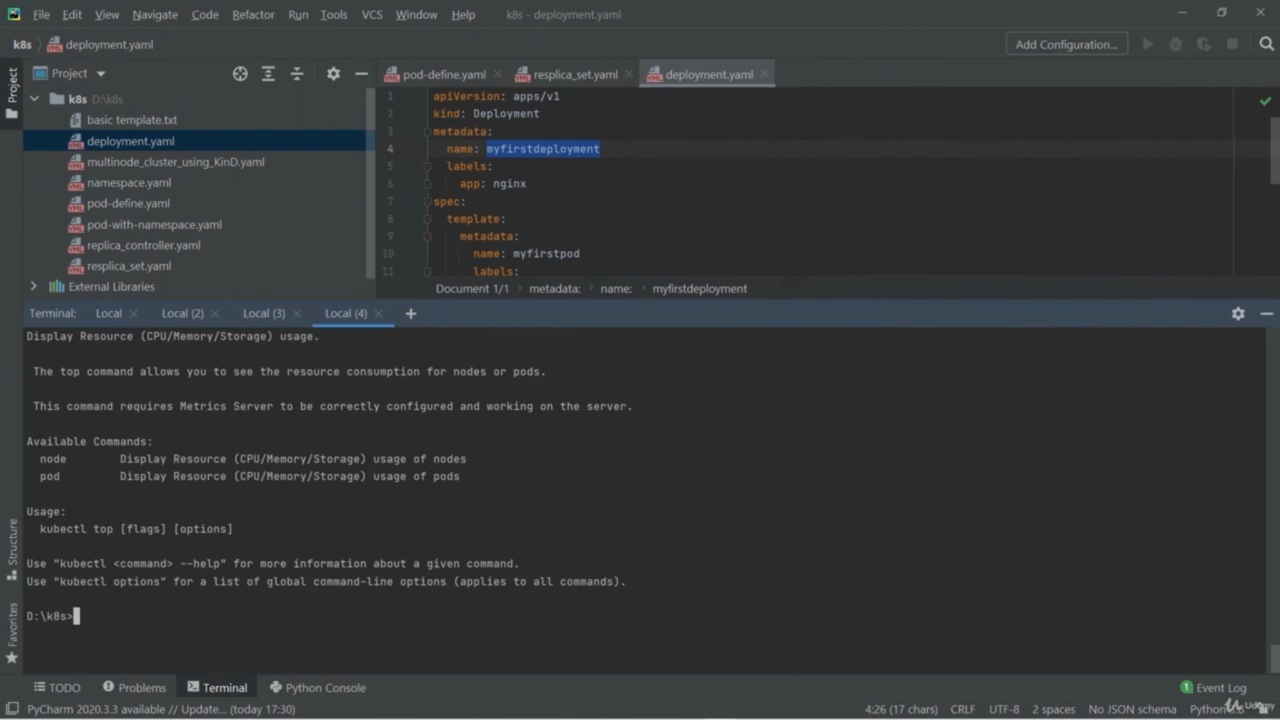 File Edit View Navigate Code Refactor Run Tools VCS Window Help k8s - deployment.yaml
k8s deployment.yaml Add Configuration...
Project
Project
pod-define.yaml resplica_set.yaml deployment.yaml
k8s D:\k8s
basic template.txt
deployment.yaml
multinode_cluster_using_KinD.yaml
namespace.yaml
pod-define.yaml
pod-with-namespace.yaml
replica_controller.yaml
resplica_set.yaml
External Libraries
1 apiVersion: apps/v1
2 kind: Deployment
3 metadata:
4 name: myfirstdeployment
5 labels:
6 app: nginx
7 spec:
8 template:
9 metadata:
10 name: myfirstpod
11 labels:
Document 1/1 metadata: name: myfirstdeployment
Terminal: Local Local (2) Local (3) Local (4)
Display Resource (CPU/Memory/Storage) usage.
The top command allows you to see the resource consumption for nodes or pods.
This command requires Metrics Server to be correctly configured and working on the server.
Available Commands:
node Display Resource (CPU/Memory/Storage) usage of nodes
pod Display Resource (CPU/Memory/Storage) usage of pods
Usage:
kubectl top [flags] [options]
Use "kubectl <command> --help" for more information about a given command.
Use "kubectl options" for a list of global command-line options (applies to all commands).
D:\k8s>
Structure
Favorites
TODO Problems Terminal Python Console 1 Event Log
PyCharm 2020.3.3 available // Update... (today 17:30) 4:26 (17 chars) CRLF UTF-8 2 spaces No JSON schema Python
Udemy